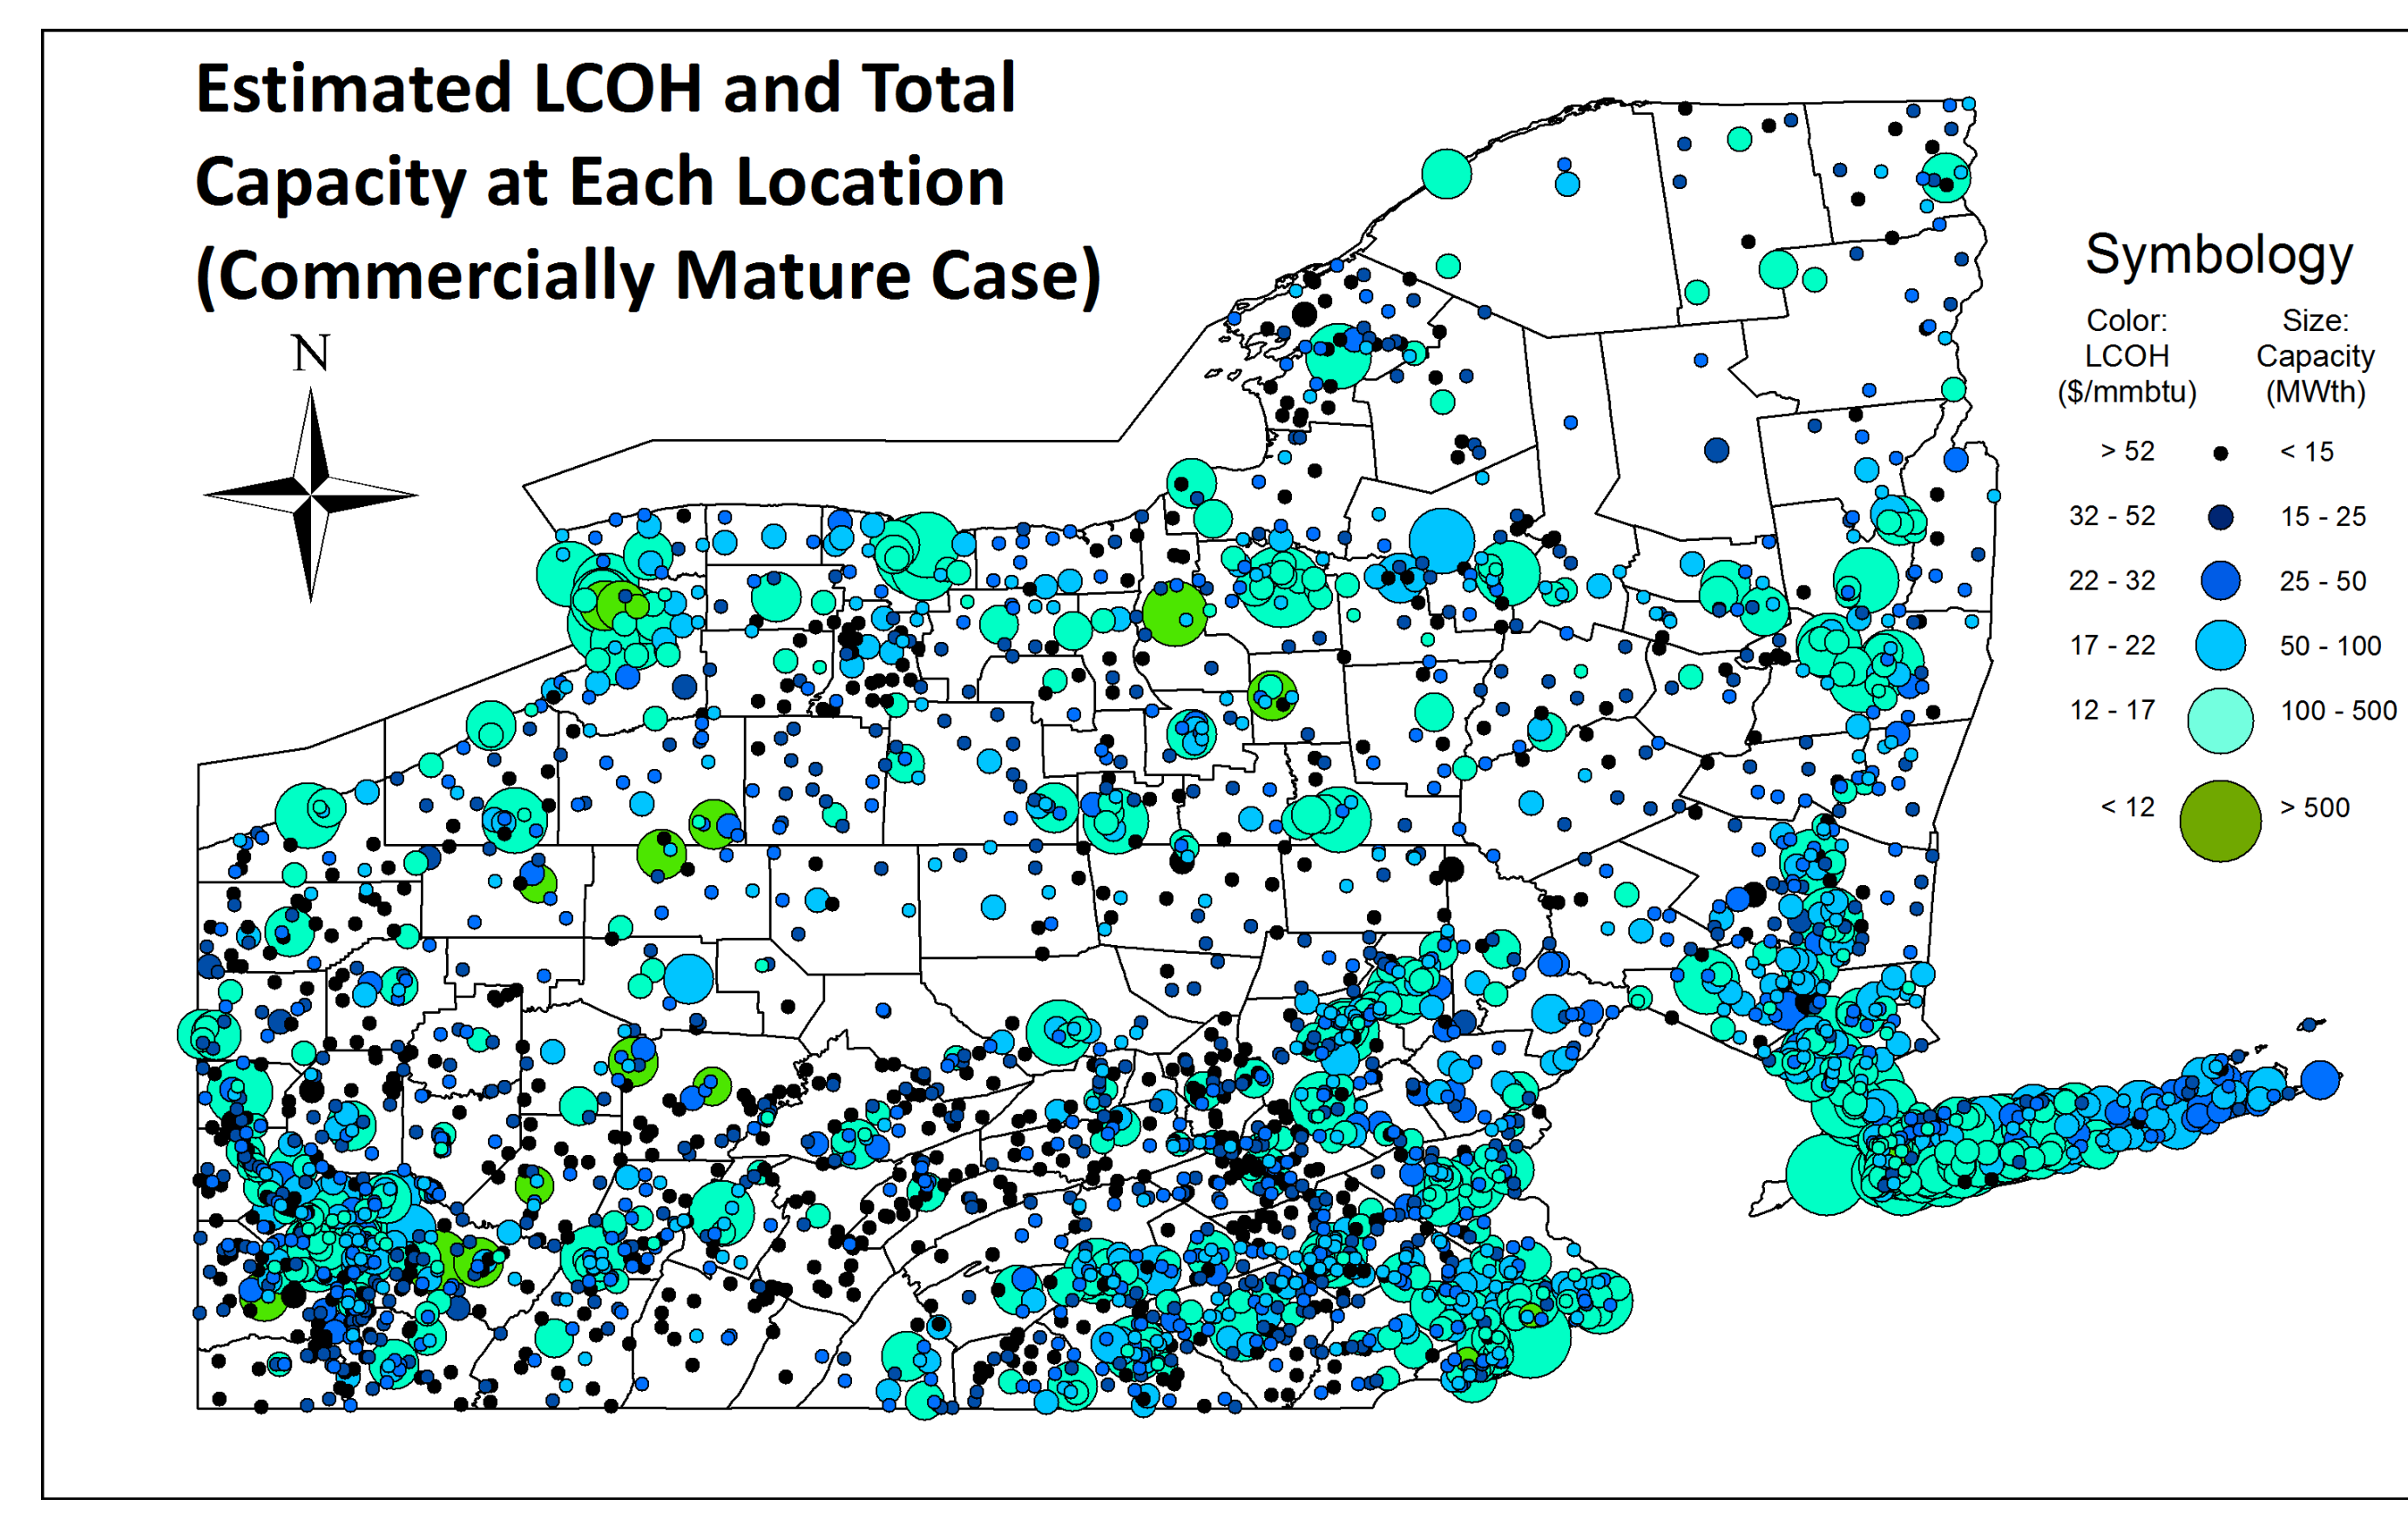 Estimated LCOH and Total
Capacity at Each Location
(Commercially Mature Case)
N
Symbology
Color: Size:
LCOH Capacity
($/mmbtu) (MWth)
> 52 < 15
32 - 52 15 - 25
22 - 32 25 - 50
17 - 22 50 - 100
12 - 17 100 - 500
< 12 > 500